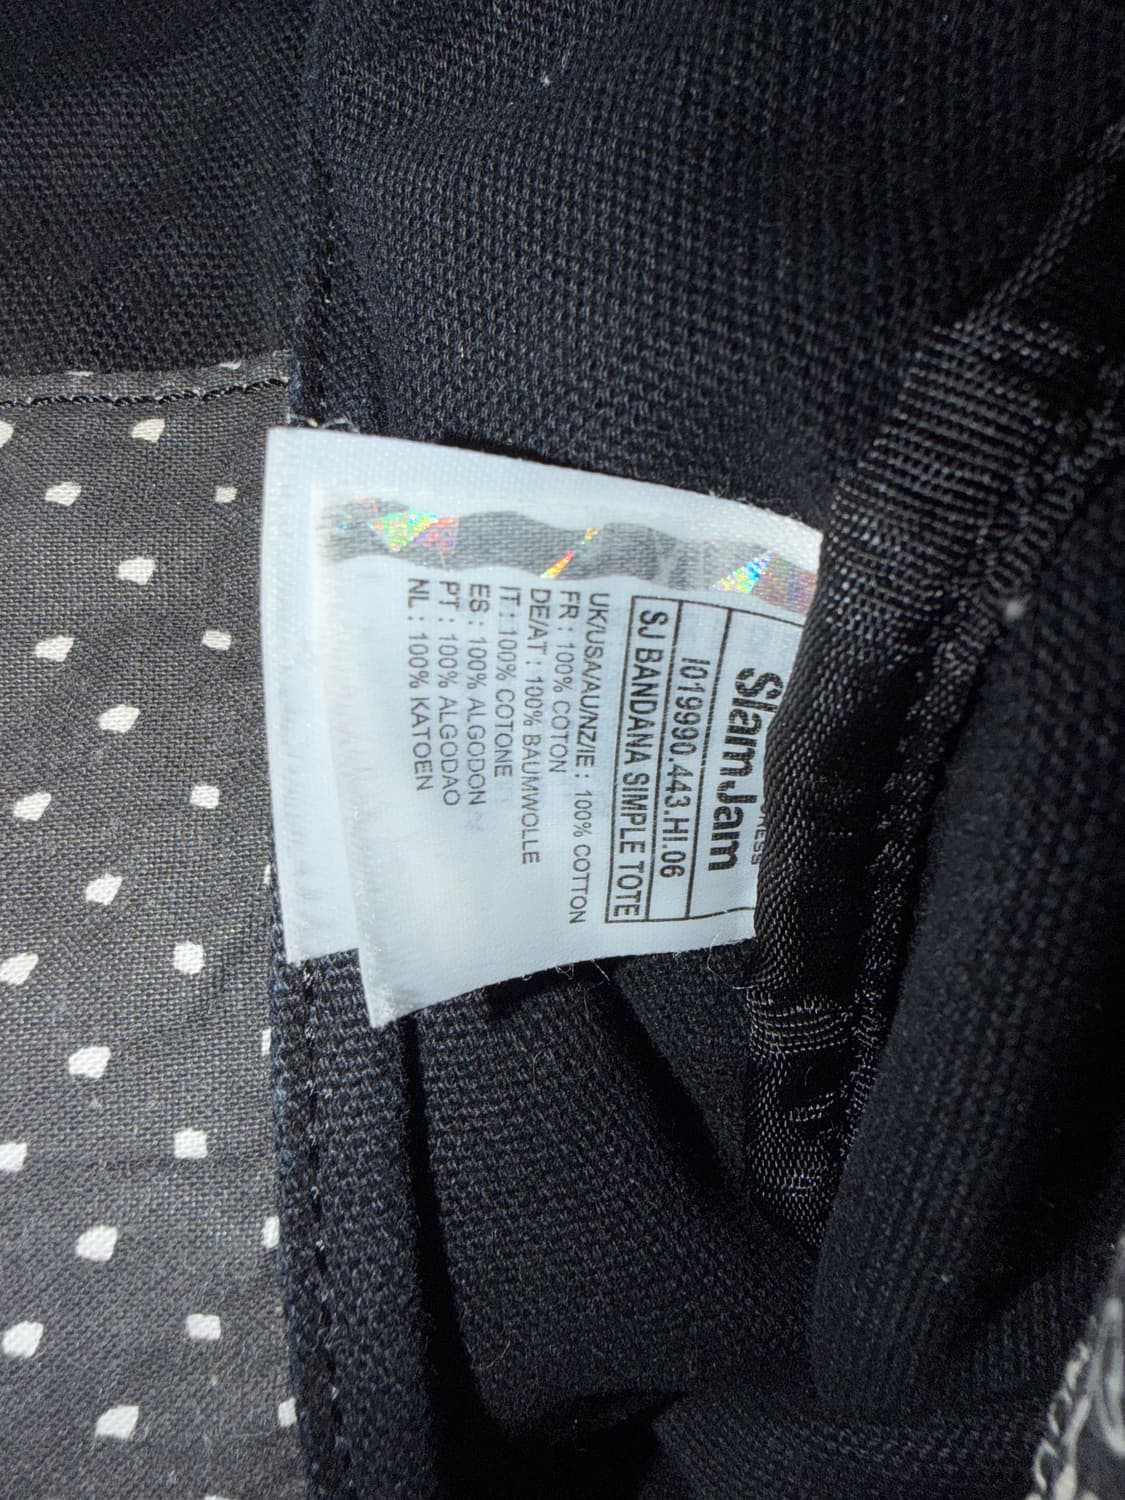 SlamJam
I019990.443.HI.06
SJ BANDANA SIMPLE TOTE
UK/USA/AU/NZ/IE : 100% COTTON
FR : 100% COTON
DE/AT : 100% BAUMWOLLE
IT : 100% COTONE
ES : 100% ALGODON
PT : 100% ALGODAO
NL : 100% KATOEN